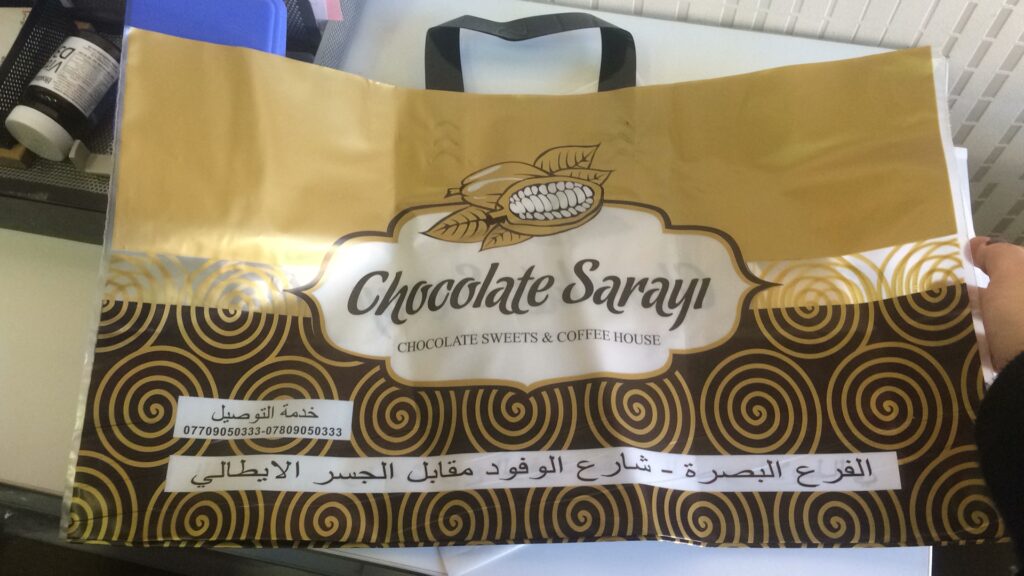 Chocolate Sarayı
CHOCOLATE SWEETS & COFFEE HOUSE
خدمة التوصيل
07709050333-07809050333
الفرع البصرة - شارع الوفود مقابل الجسر الايطالي